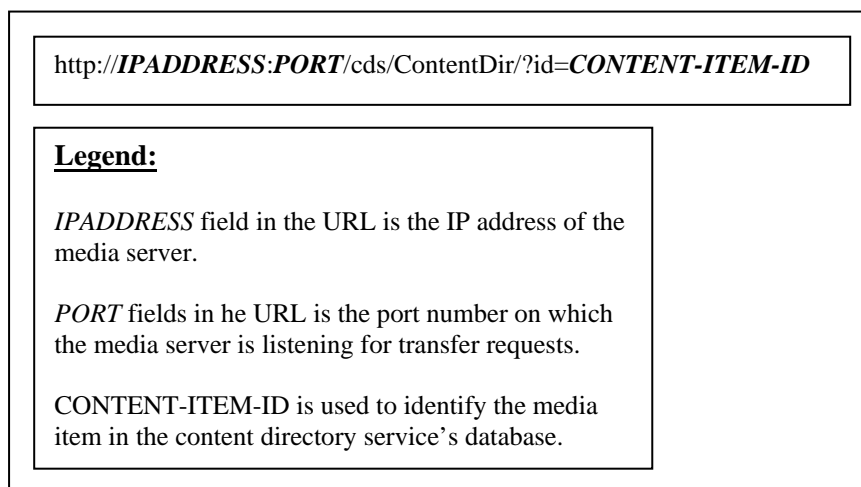 http://IPADDRESS:PORT/cds/ContentDir/?id=CONTENT-ITEM-ID
Legend:
IPADDRESS field in the URL is the IP address of the
media server.
PORT fields in he URL is the port number on which
the media server is listening for transfer requests.
CONTENT-ITEM-ID is used to identify the media
item in the content directory service's database.